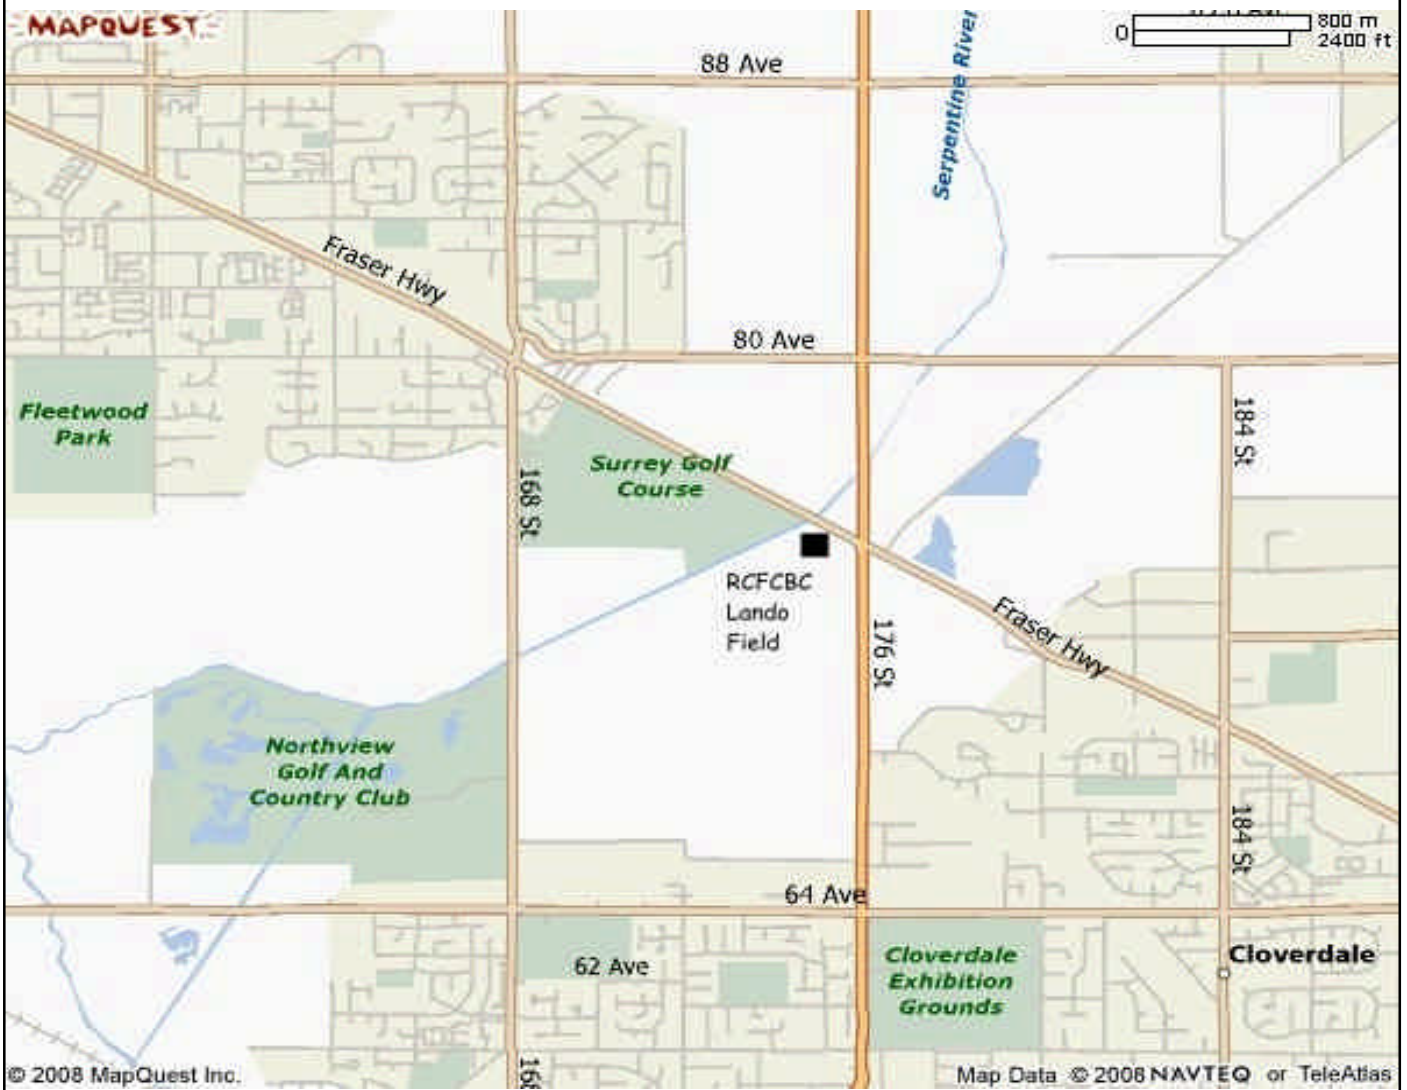 MAPQUEST
800 m
0
2400 ft
88 Ave
Serpentine River
Fraser Hwy
80 Ave
Fleetwood
Park
184 St
Surrey Golf
Course
168 St
RCFCBC
Lando
Field
Fraser Hwy
176 St
Northview
Golf And
Country Club
184 St
64 Ave
62 Ave
Cloverdale
Exhibition
Grounds
Cloverdale
168
© 2008 MapQuest Inc.
Map Data © 2008 NAVTEQ or TeleAtlas